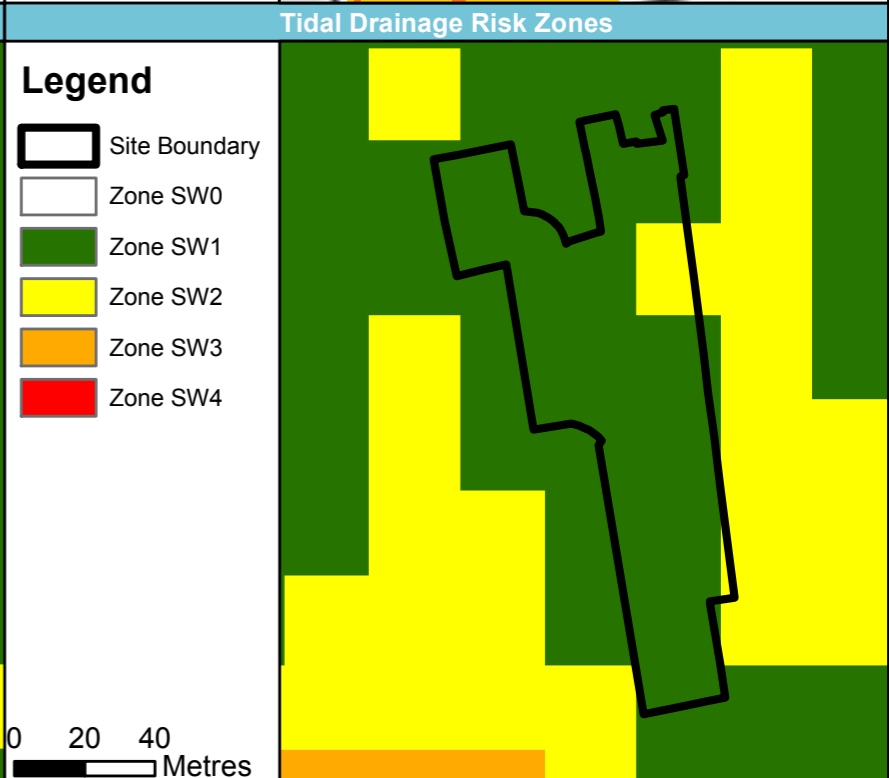 Tidal Drainage Risk Zones
Legend
Site Boundary
Zone SW0
Zone SW1
Zone SW2
Zone SW3
Zone SW4
0 20 40
Metres